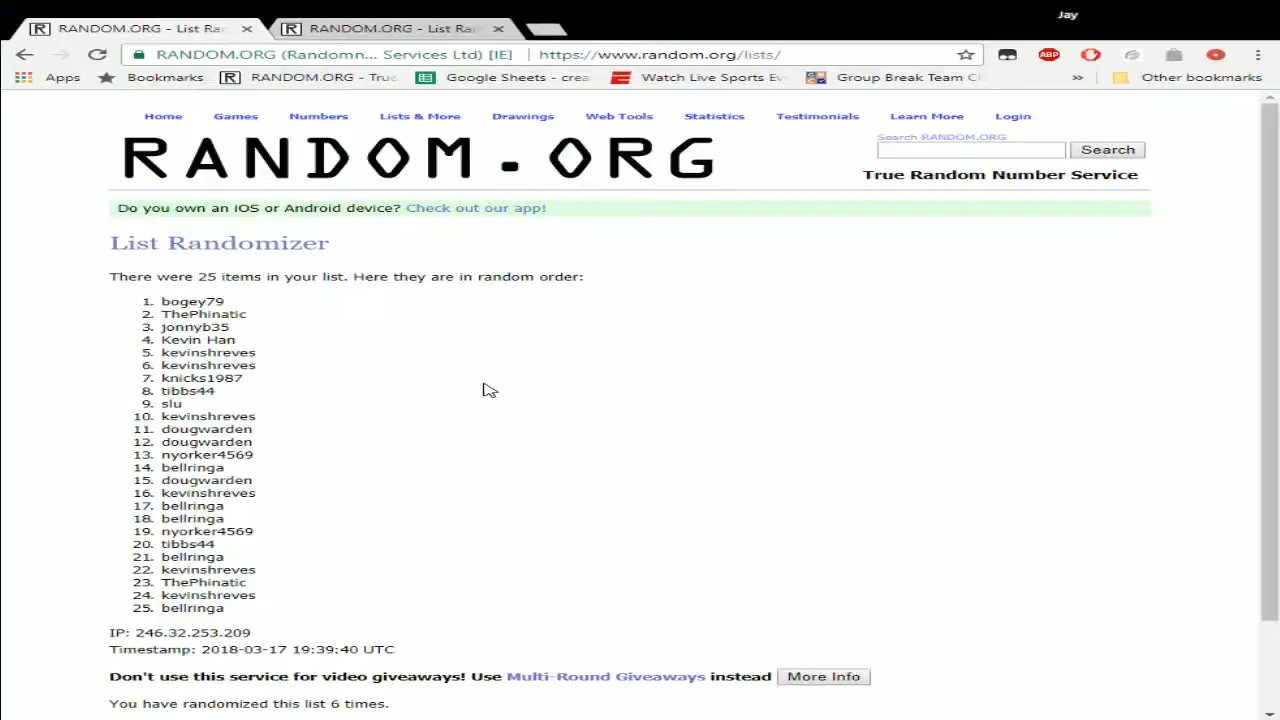 Jay
RANDOM.ORG - List Ra
RANDOM.ORG - List Ra
RANDOM.ORG (Randomn... Services Ltd) [IE] https://www.random.org/lists/
ABP
Apps Bookmarks RANDOM.ORG - True Google Sheets - crea Watch Live Sports Ev Group Break Team C » Other bookmarks
Home Games Numbers Lists & More Drawings Web Tools Statistics Testimonials Learn More Login
RANDOM.ORG
Search RANDOM.ORG
Search
True Random Number Service
Do you own an iOS or Android device? Check out our app!
List Randomizer
There were 25 items in your list. Here they are in random order:
1. bogey79
2. ThePhinatic
3. jonnyb35
4. Kevin Han
5. kevinshreves
6. kevinshreves
7. knicks1987
8. tibbs44
9. slu
10. kevinshreves
11. dougwarden
12. dougwarden
13. nyorker4569
14. bellringa
15. dougwarden
16. kevinshreves
17. bellringa
18. bellringa
19. nyorker4569
20. tibbs44
21. bellringa
22. kevinshreves
23. ThePhinatic
24. kevinshreves
25. bellringa
IP: 246.32.253.209
Timestamp: 2018-03-17 19:39:40 UTC
Don't use this service for video giveaways! Use Multi-Round Giveaways instead More Info
You have randomized this list 6 times.